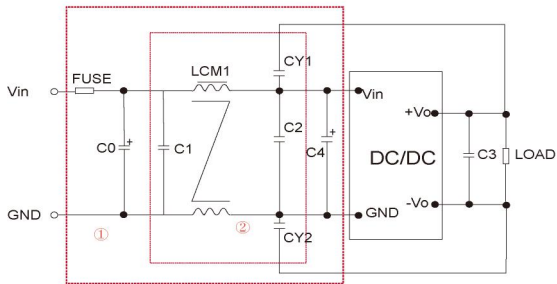 CY1
LCM1
FUSE
Vin
Vin
+Vo
C0
+
C1
C2
+
C4
DC/DC
C3
LOAD
-Vo
GND
GND
①
②
CY2